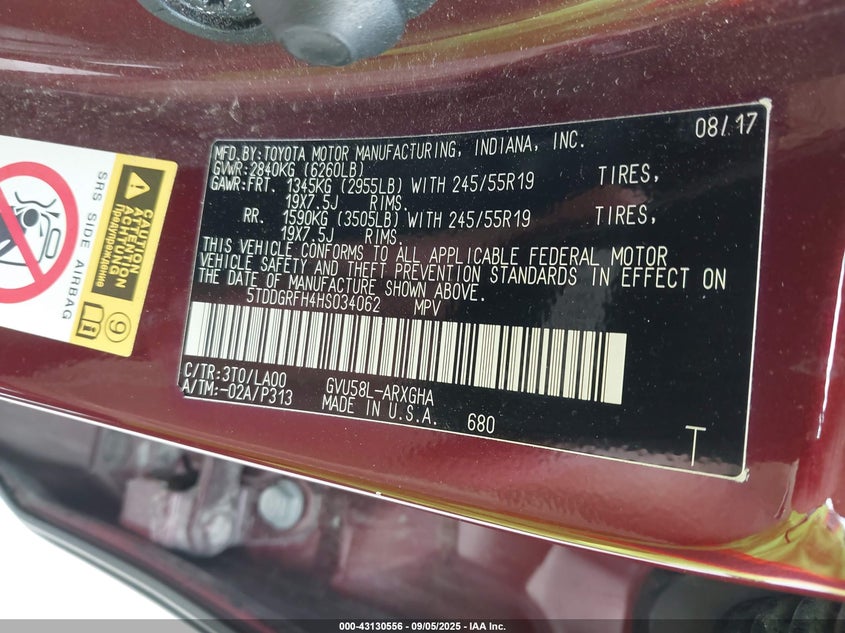 08/17
MFD.BY:TOYOTA MOTOR MANUFACTURING, INDIANA, INC.
GVWR: 2840KG (6260LB)
GAWR:FRT. 1345KG (2955LB) WITH 245/55R19 TIRES,
19X7.5J RIMS.
RR. 1590KG (3505LB) WITH 245/55R19 TIRES,
19X7.5J RIMS.
THIS VEHICLE CONFORMS TO ALL APPLICABLE FEDERAL MOTOR
VEHICLE SAFETY AND THEFT PREVENTION STANDARDS IN EFFECT ON
THE DATE OF MANUFACTURE SHOWN ABOVE.
5TDDGRFH4HS034062 MPV
C/TR:3T0/LA00 GVU58L-ARXGHA
A/TM:-02A/P313 MADE IN U.S.A. 680
T
SRS SIDE AIRBAG
CAUTION
ATTENTION
ACHTUNG
Предупреждение
9
000-43130556 - 09/05/2025 - IAA Inc.